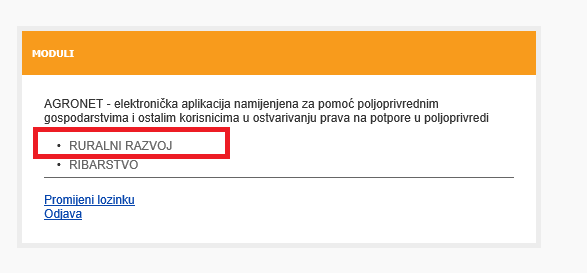 MODULI
AGRONET - elektronička aplikacija namijenjena za pomoć poljoprivrednim
gospodarstvima i ostalim korisnicima u ostvarivanju prava na potpore u poljoprivredi
• RURALNI RAZVOJ
• RIBARSTVO
Promijeni lozinku
Odjava